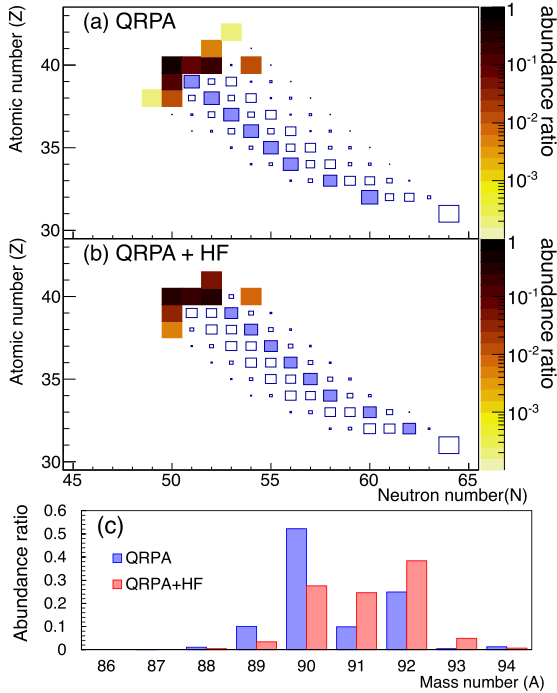 (a) QRPA
Atomic number (Z)
40
35
30
1
10-1
10-2
10-3
abundance ratio
(b) QRPA + HF
Atomic number (Z)
40
35
30
1
10-1
10-2
10-3
abundance ratio
45 50 55 60 65
Neutron number(N)
(c)
Abundance ratio
0.6
0.5
0.4
0.3
0.2
0.1
0
QRPA
QRPA+HF
86 87 88 89 90 91 92 93 94
Mass number (A)